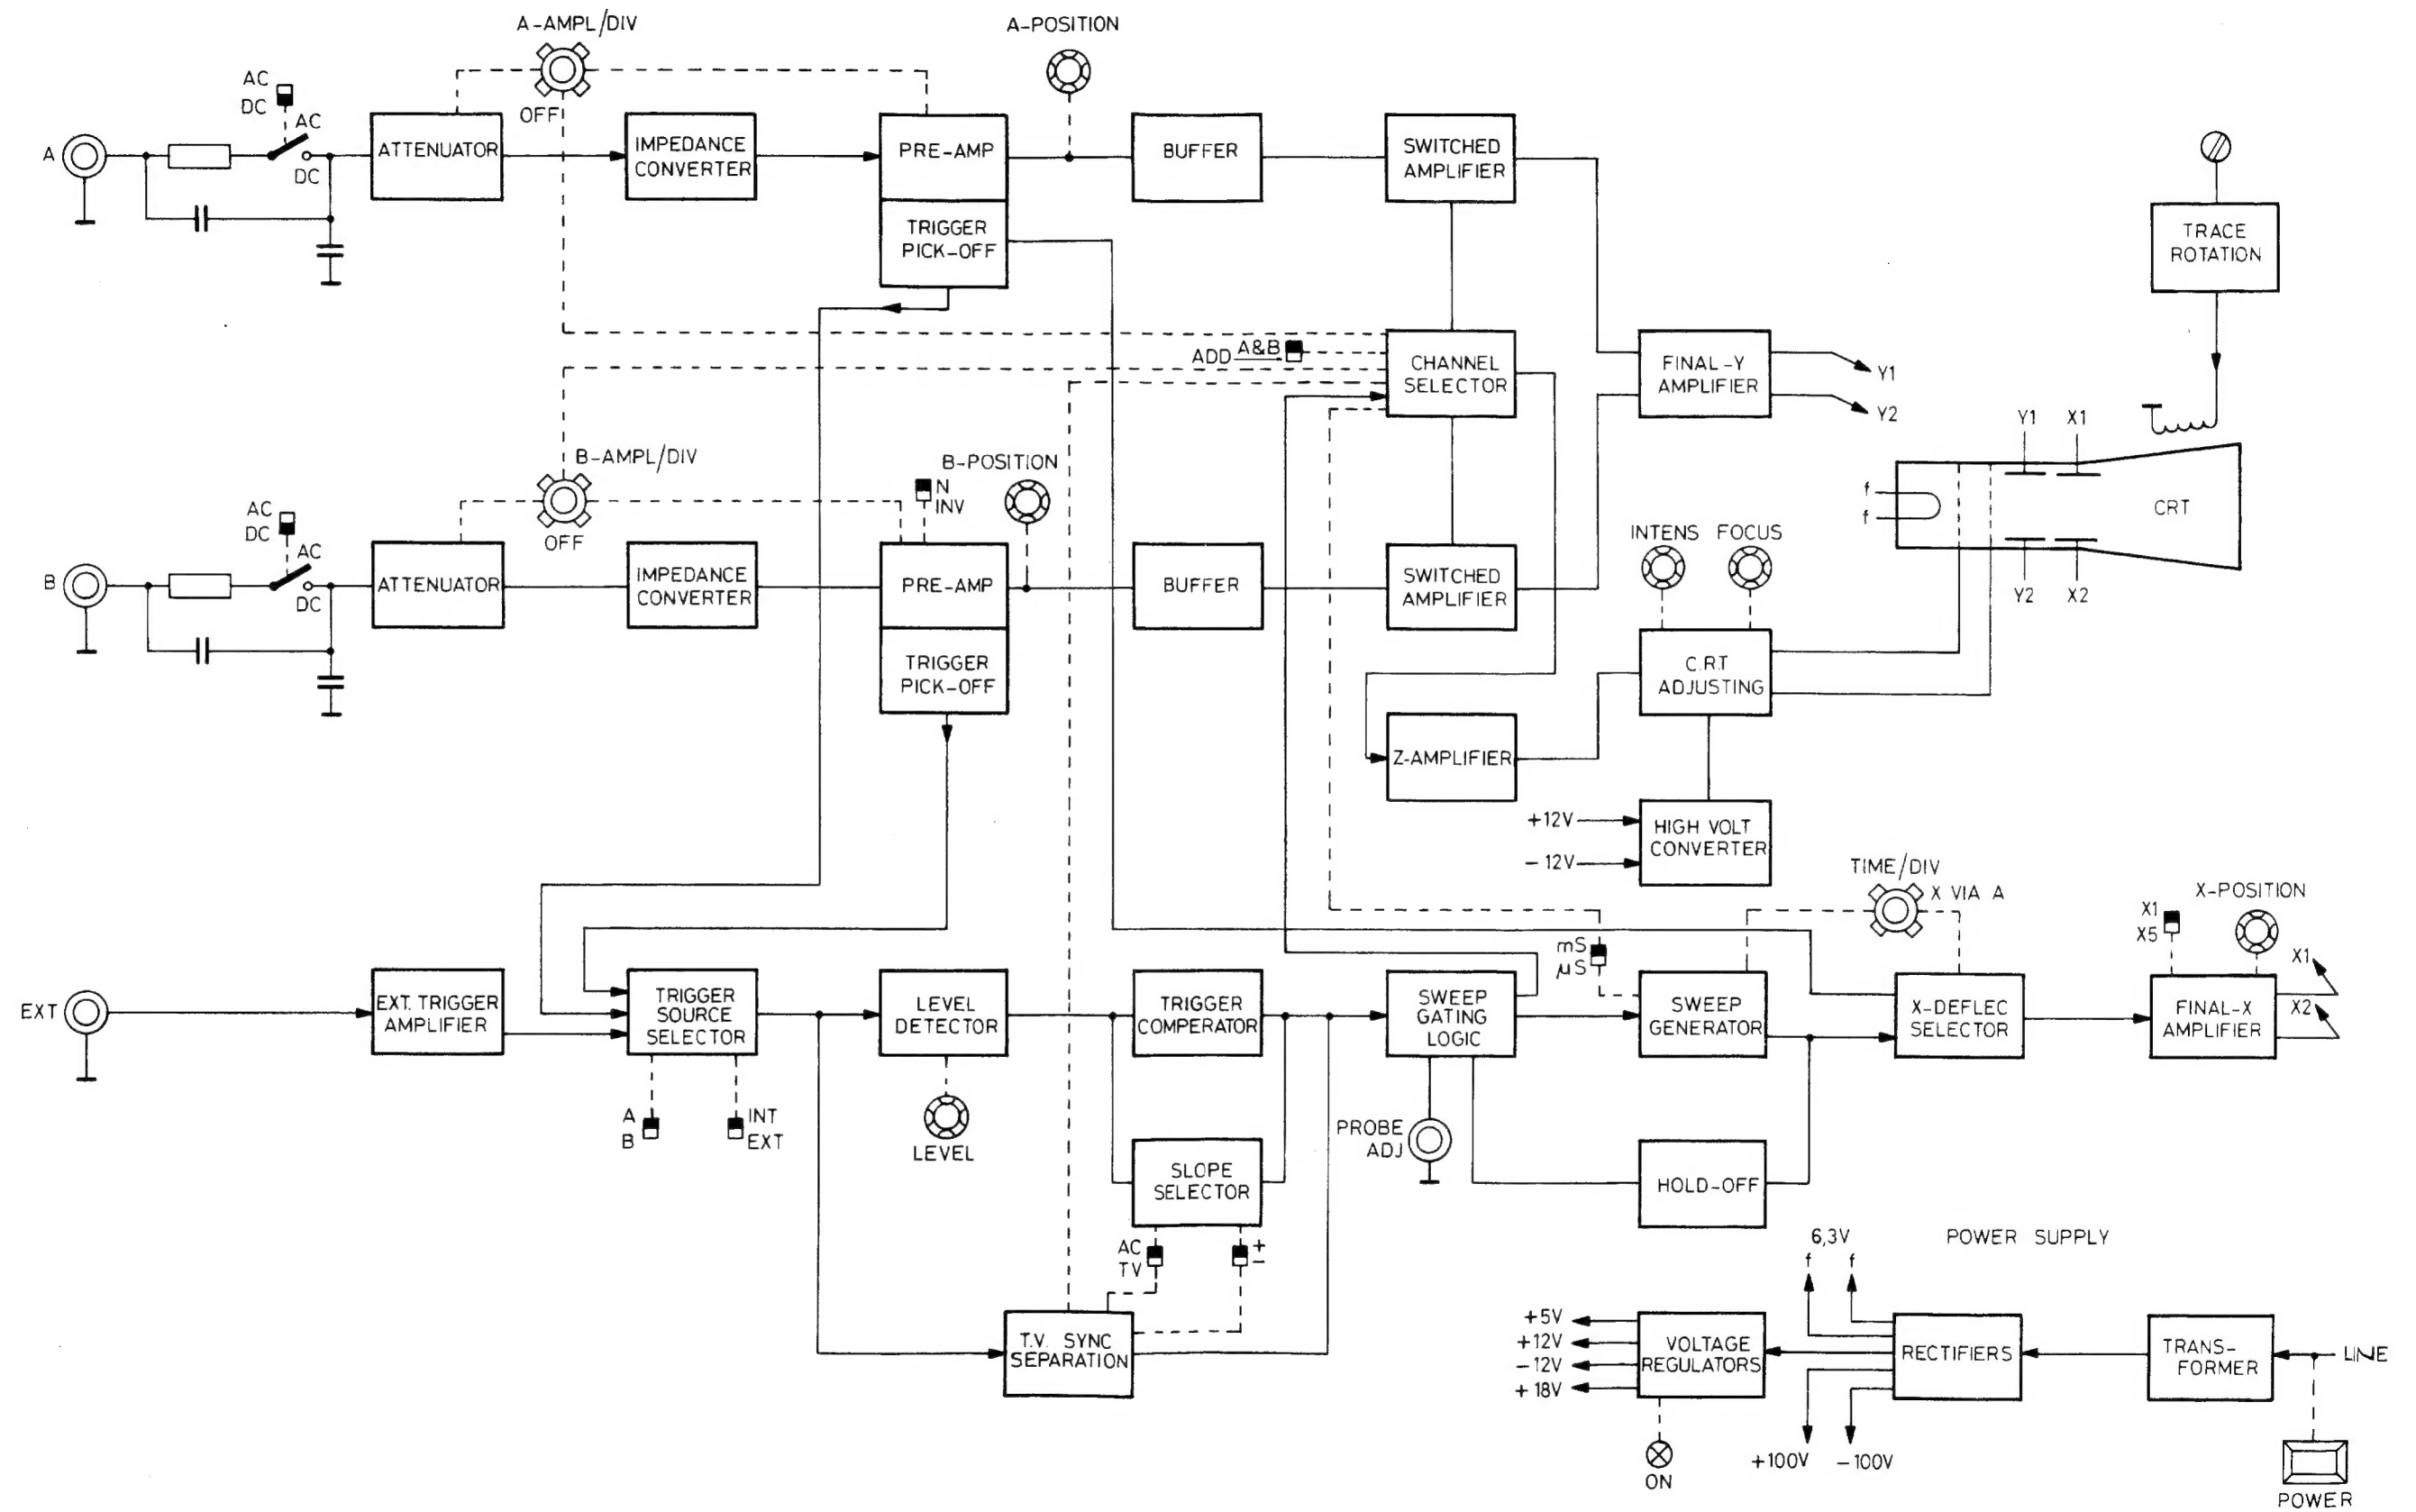 A-AMPL/DIV
A-POSITION
AC
DC
OFF
A
AC
DC
ATTENUATOR
IMPEDANCE
CONVERTER
PRE-AMP
BUFFER
SWITCHED
AMPLIFIER
TRIGGER
PICK-OFF
TRACE
ROTATION
ADD A&B
CHANNEL
SELECTOR
FINAL-Y
AMPLIFIER
Y1
Y2
B-AMPL/DIV
B-POSITION
N
INV
AC
DC
OFF
B
AC
DC
ATTENUATOR
IMPEDANCE
CONVERTER
PRE-AMP
BUFFER
SWITCHED
AMPLIFIER
TRIGGER
PICK-OFF
Y1 X1
f
f
CRT
Y2 X2
INTENS FOCUS
C.R.T
ADJUSTING
Z-AMPLIFIER
+12V
-12V
HIGH VOLT
CONVERTER
TIME/DIV
X VIA A
X-POSITION
X1
X5
mS
µS
X1
X2
EXT
EXT. TRIGGER
AMPLIFIER
TRIGGER
SOURCE
SELECTOR
LEVEL
DETECTOR
TRIGGER
COMPERATOR
SWEEP
GATING
LOGIC
SWEEP
GENERATOR
X-DEFLEC
SELECTOR
FINAL-X
AMPLIFIER
A
B
INT
EXT
LEVEL
PROBE
ADJ
SLOPE
SELECTOR
HOLD-OFF
AC
TV
+
-
T.V. SYNC
SEPARATION
6,3V
f f
POWER SUPPLY
+5V
+12V
-12V
+18V
VOLTAGE
REGULATORS
RECTIFIERS
TRANS-
FORMER
LINE
+100V -100V
ON
POWER